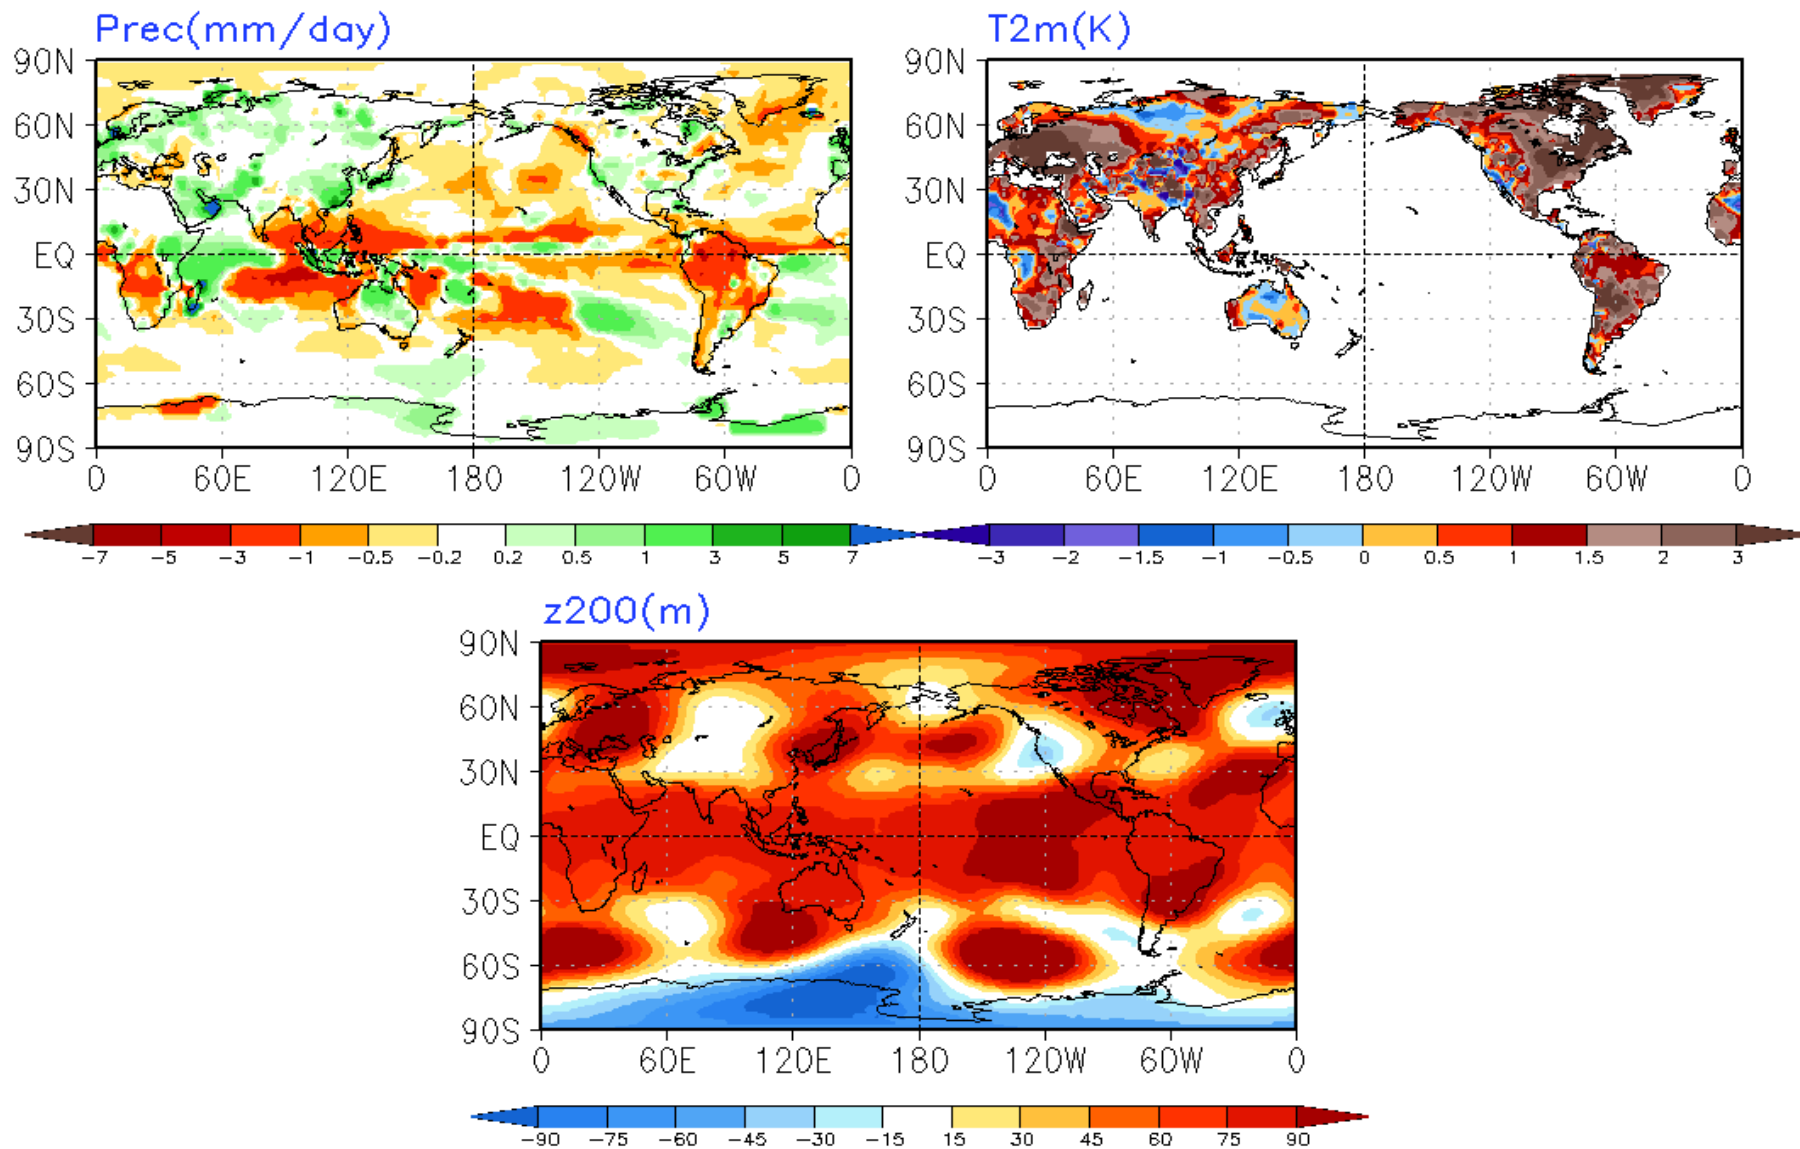 Prec(mm/day)
90N
60N
30N
EQ
30S
60S
90S
0 60E 120E 180 120W 60W 0
-7 -5 -3 -1 -0.5 -0.2 0.2 0.5 1 3 5 7
T2m(K)
90N
60N
30N
EQ
30S
60S
90S
0 60E 120E 180 120W 60W 0
-3 -2 -1.5 -1 -0.5 0 0.5 1 1.5 2 3
z200(m)
90N
60N
30N
EQ
30S
60S
90S
0 60E 120E 180 120W 60W 0
-90 -75 -60 -45 -30 -15 15 30 45 60 75 90